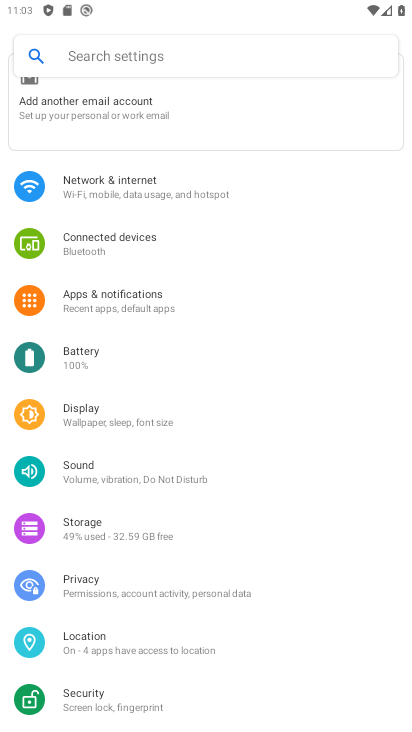 11:03
Search settings
Add another email account
Set up your personal or work email
Network & internet
Wi-Fi, mobile, data usage, and hotspot
Connected devices
Bluetooth
Apps & notifications
Recent apps, default apps
Battery
100%
Display
Wallpaper, sleep, font size
Sound
Volume, vibration, Do Not Disturb
Storage
49% used - 32.59 GB free
Privacy
Permissions, account activity, personal data
Location
On - 4 apps have access to location
Security
Screen lock, fingerprint